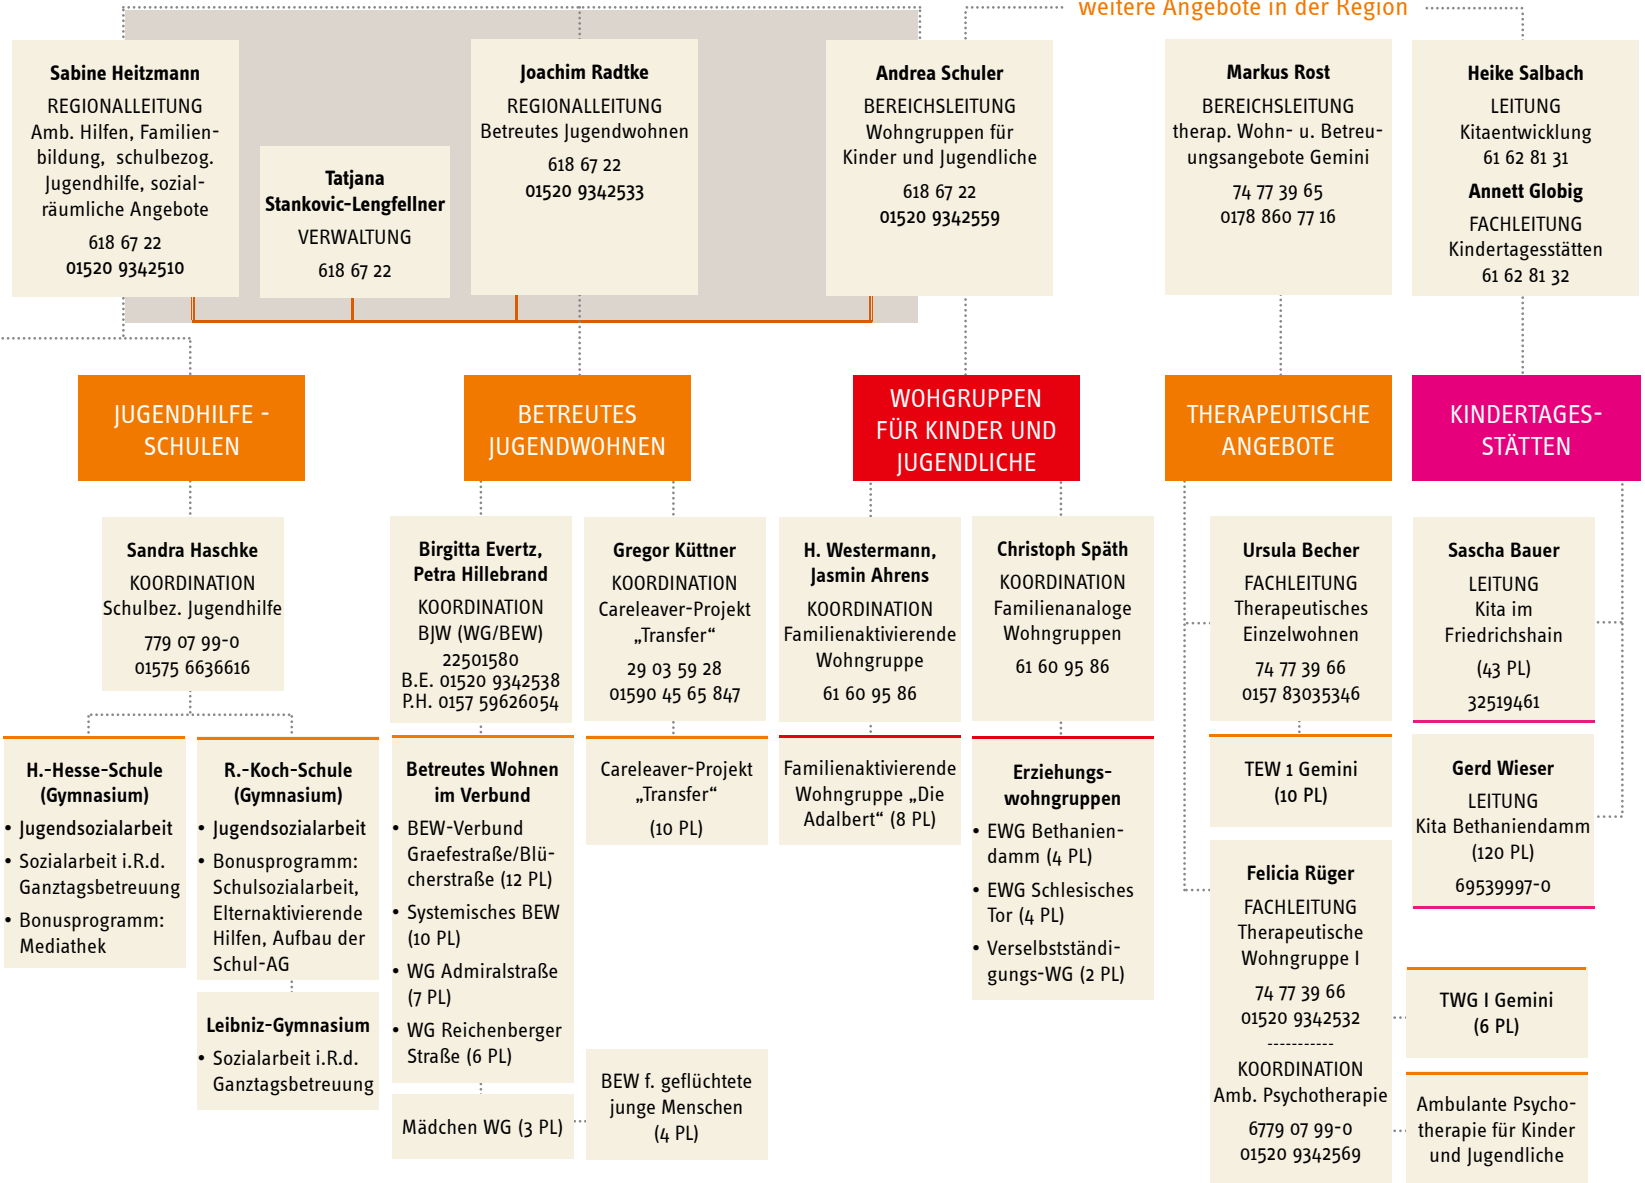 weitere Angebote in der Region
Sabine Heitzmann
REGIONALLEITUNG
Amb. Hilfen, Familien-
bildung, schulbezog.
Jugendhilfe, sozial-
räumliche Angebote
618 67 22
01520 9342510
Tatjana
Stankovic-Lengfellner
VERWALTUNG
618 67 22
Joachim Radtke
REGIONALLEITUNG
Betreutes Jugendwohnen
618 67 22
01520 9342533
Andrea Schuler
BEREICHSLEITUNG
Wohngruppen für
Kinder und Jugendliche
618 67 22
01520 9342559
Markus Rost
BEREICHSLEITUNG
therap. Wohn- u. Betreu-
ungsangebote Gemini
74 77 39 65
0178 860 77 16
Heike Salbach
LEITUNG
Kitaentwicklung
61 62 81 31
Annett Globig
FACHLEITUNG
Kindertagesstätten
61 62 81 32
JUGENDHILFE -
SCHULEN
BETREUTES
JUGENDWOHNEN
WOHGRUPPEN
FÜR KINDER UND
JUGENDLICHE
THERAPEUTISCHE
ANGEBOTE
KINDERTAGES-
STÄTTEN
Sandra Haschke
KOORDINATION
Schulbez. Jugendhilfe
779 07 99-0
01575 6636616
Birgitta Evertz,
Petra Hillebrand
KOORDINATION
BJW (WG/BEW)
22501580
B.E. 01520 9342538
P.H. 0157 59626054
Gregor Küttner
KOORDINATION
Careleaver-Projekt
„Transfer“
29 03 59 28
01590 45 65 847
H. Westermann,
Jasmin Ahrens
KOORDINATION
Familienaktivierende
Wohngruppe
61 60 95 86
Christoph Späth
KOORDINATION
Familienanaloge
Wohngruppen
61 60 95 86
Ursula Becher
FACHLEITUNG
Therapeutisches
Einzelwohnen
74 77 39 66
0157 83035346
Sascha Bauer
LEITUNG
Kita im
Friedrichshain
(43 PL)
32519461
H.-Hesse-Schule
(Gymnasium)
• Jugendsozialarbeit
• Sozialarbeit i.R.d.
Ganztagsbetreuung
• Bonusprogramm:
Mediathek
R.-Koch-Schule
(Gymnasium)
• Jugendsozialarbeit
• Bonusprogramm:
Schulsozialarbeit,
Elternaktivierende
Hilfen, Aufbau der
Schul-AG
Leibniz-Gymnasium
• Sozialarbeit i.R.d.
Ganztagsbetreuung
Betreutes Wohnen
im Verbund
• BEW-Verbund
Graefestraße/Blü-
cherstraße (12 PL)
• Systemisches BEW
(10 PL)
• WG Admiralstraße
(7 PL)
• WG Reichenberger
Straße (6 PL)
Mädchen WG (3 PL)
Careleaver-Projekt
„Transfer“
(10 PL)
BEW f. geflüchtete
junge Menschen
(4 PL)
Familienaktivierende
Wohngruppe „Die
Adalbert“ (8 PL)
Erziehungs-
wohngruppen
• EWG Bethanien-
damm (4 PL)
• EWG Schlesisches
Tor (4 PL)
• Verselbstständi-
gungs-WG (2 PL)
TEW 1 Gemini
(10 PL)
Felicia Rüger
FACHLEITUNG
Therapeutische
Wohngruppe I
74 77 39 66
01520 9342532
-----------
KOORDINATION
Amb. Psychotherapie
6779 07 99-0
01520 9342569
Gerd Wieser
LEITUNG
Kita Bethaniendamm
(120 PL)
69539997-0
TWG I Gemini
(6 PL)
Ambulante Psycho-
therapie für Kinder
und Jugendliche